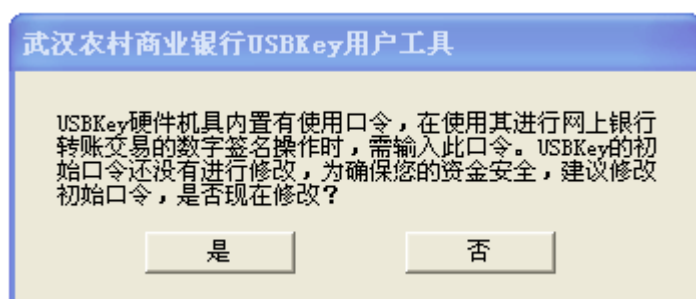 武汉农村商业银行USBKey用户工具
USBKey硬件机具内置有使用口令，在使用其进行网上银行
转账交易的数字签名操作时，需输入此口令。USBKey的初
始口令还没有进行修改，为确保您的资金安全，建议修改
初始口令，是否现在修改？
是 否